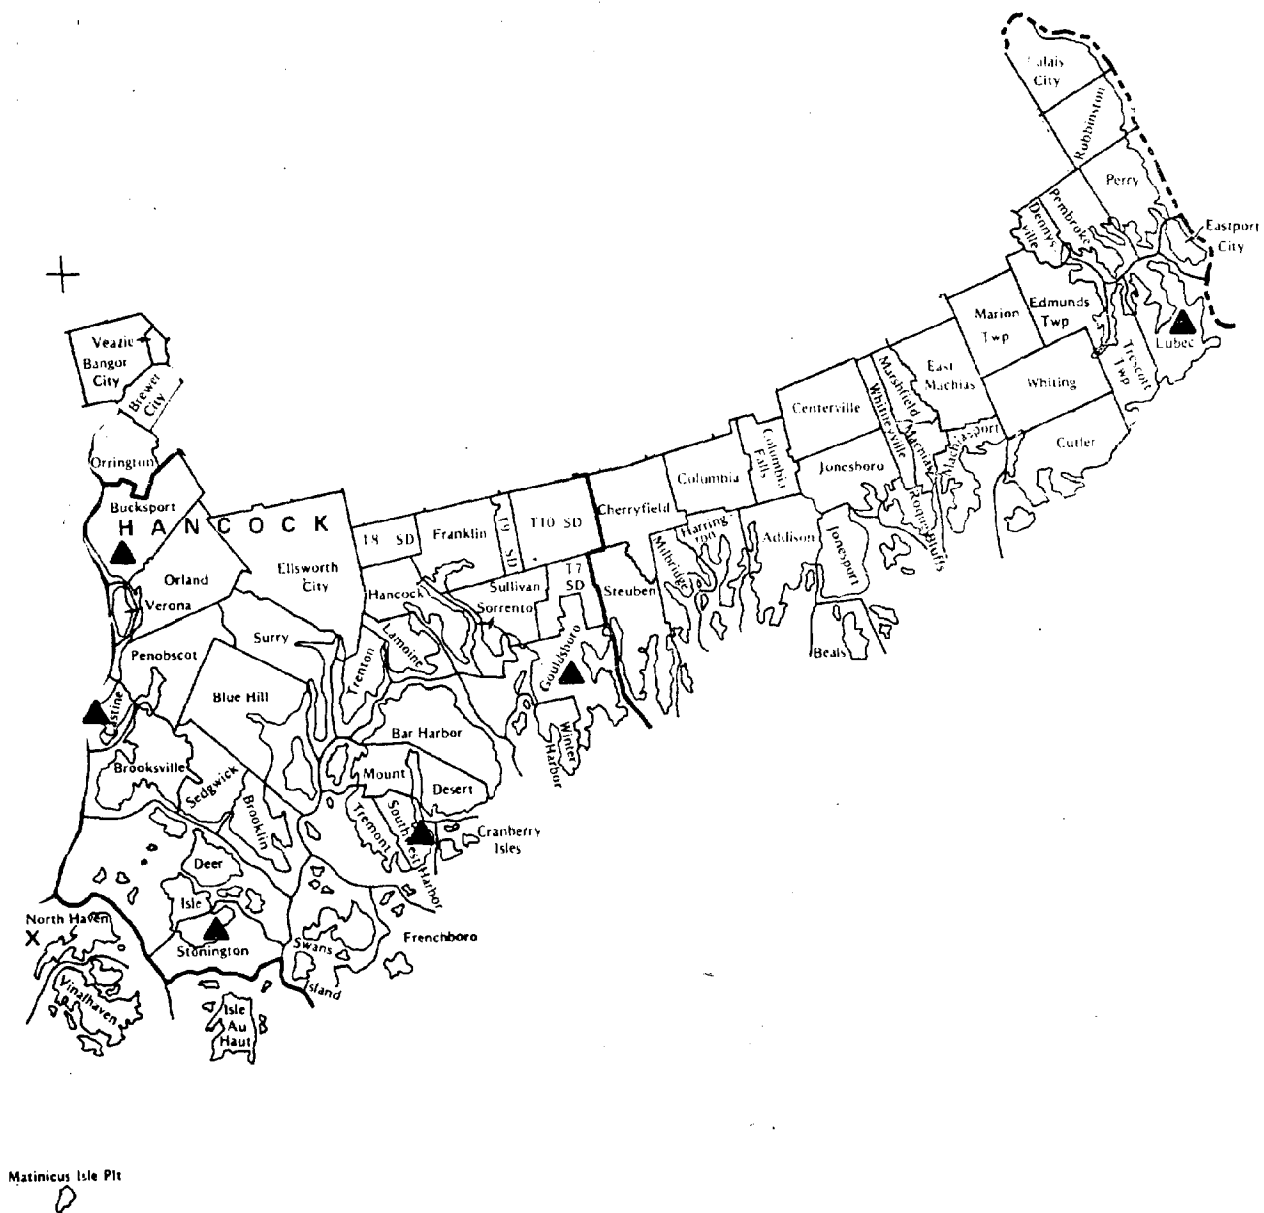 Calais
City
Robbinston
Perry
Pembroke
Dennys
ville
Eastport
City
Edmunds
Twp
Marion
Twp
Lubec
Trescott
Twp
Whiting
Cutler
East
Machias
Marshfield
Whitneyville
Machias
Machiasport
Centerville
Columbia
Falls
Jonesboro
Roque
Bluffs
Columbia
Cherryfield
Harring
ton
Addison
Jonesport
Beals
Milbridge
Steuben
Veazie
Bangor
City
Brewer
City
Orrington
Bucksport
HANCOCK
T8 SD
Franklin
T9 SD
T10 SD
Ellsworth
City
Orland
Verona
Hancock
Sullivan
Sorrento
T7
SD
Surry
Penobscot
Lamoine
Trenton
Gouldsboro
Blue Hill
Winter
Harbor
Bar Harbor
Brooksville
Sedgwick
Brooklin
Mount
Desert
Tremont
Southwest Harbor
Cranberry
Isles
Deer
Isle
Stonington
North Haven
X
Vinalhaven
Swans
Island
Frenchboro
Isle
Au
Haut
Matinicus Isle Plt